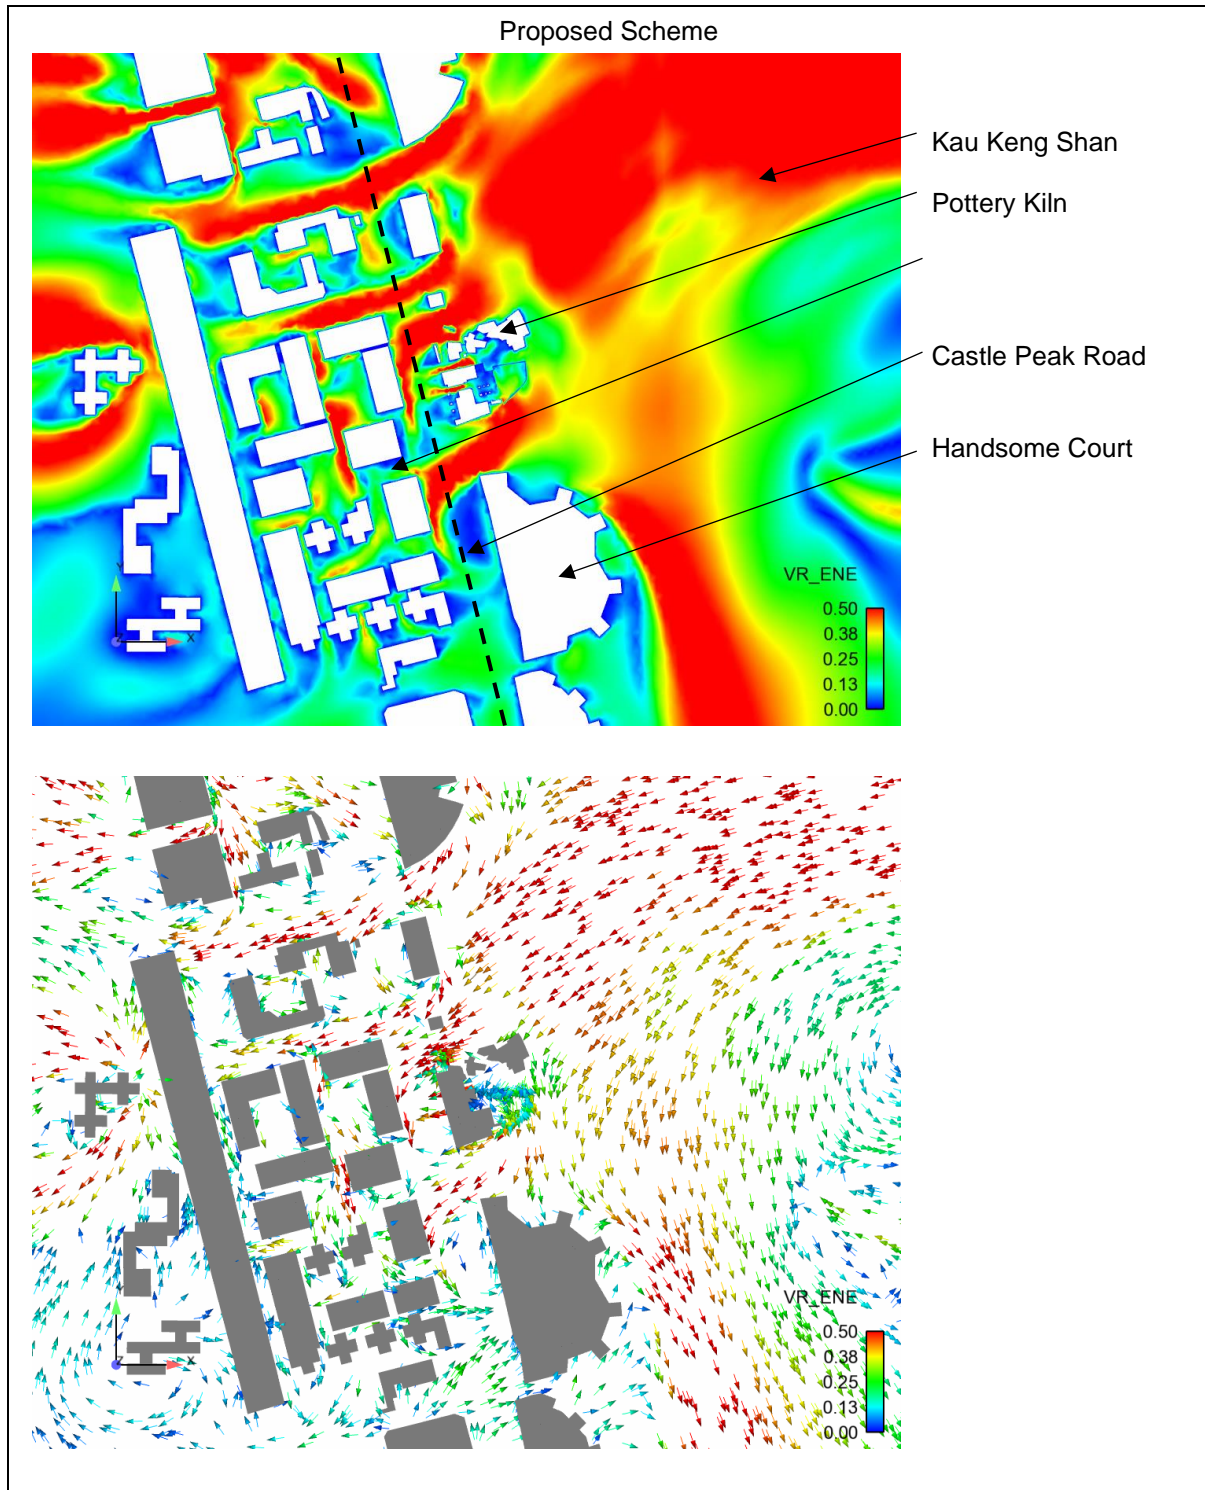 Proposed Scheme
Kau Keng Shan
Pottery Kiln
Castle Peak Road
Handsome Court
VR_ENE
0.50
0.38
0.25
0.13
0.00
Y
Z
X
VR_ENE
0.50
0.38
0.25
0.13
0.00
Z
X